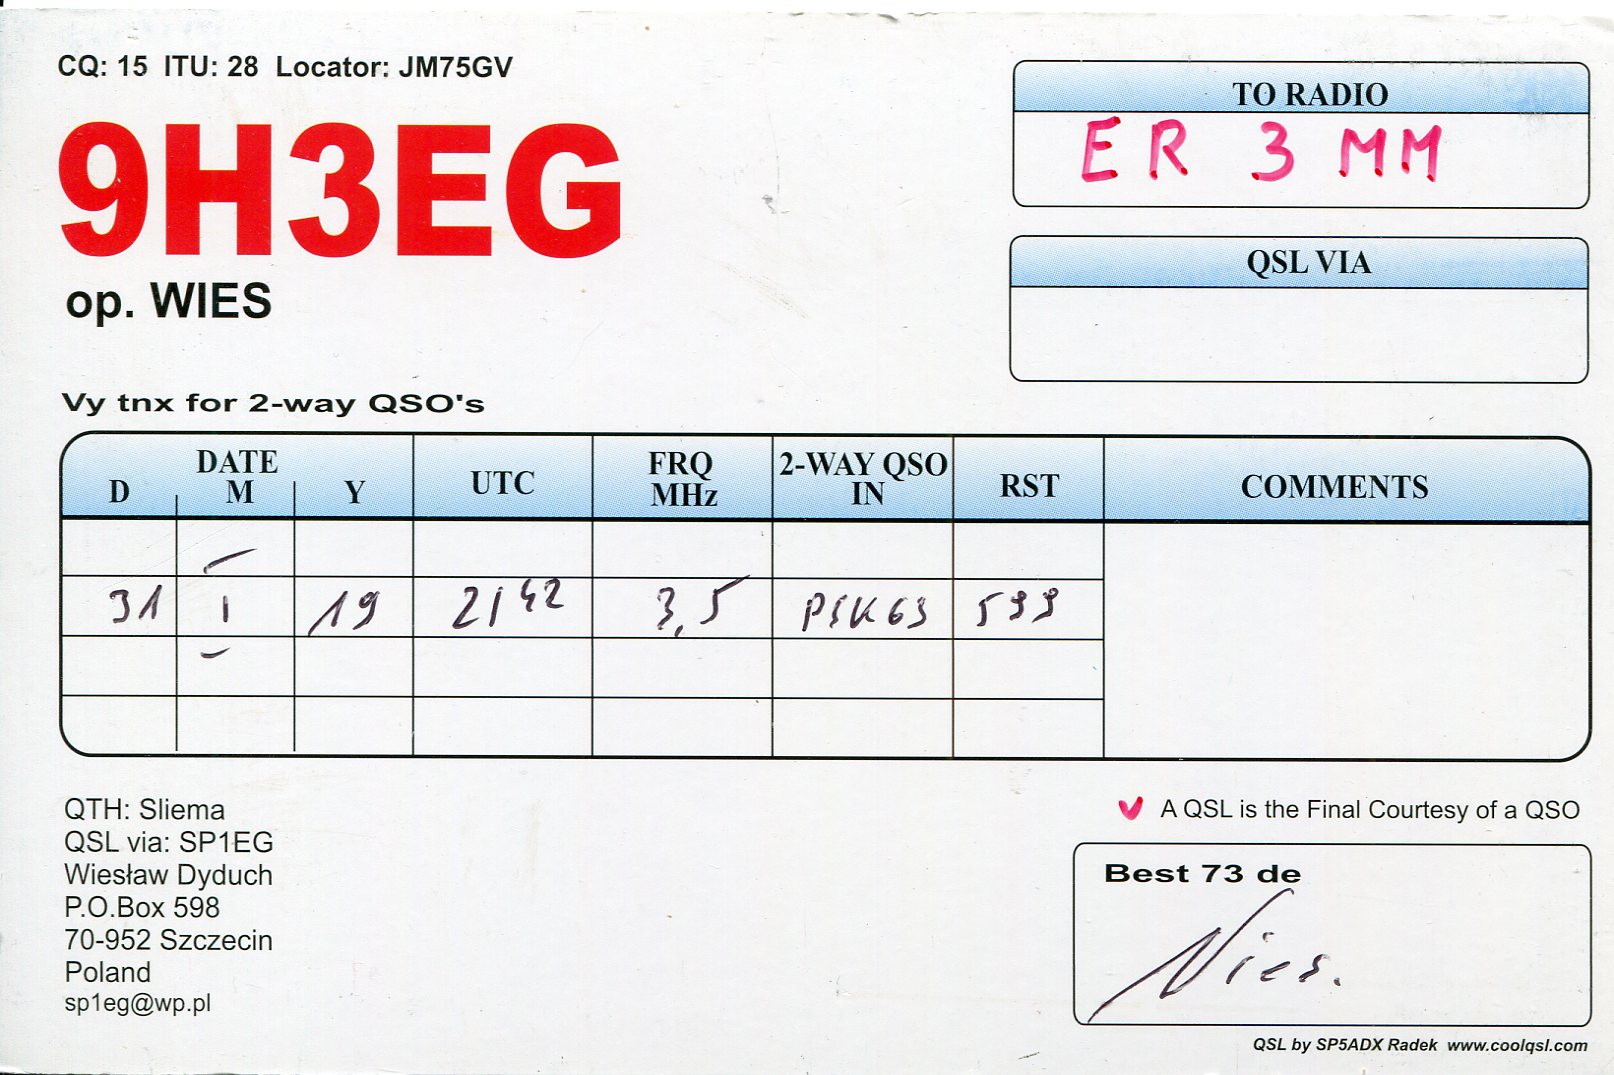 CQ: 15 ITU: 28 Locator: JM75GV
9H3EG
op. WIES
TO RADIO
ER 3 MM
QSL VIA
Vy tnx for 2-way QSO's
DATE
D M Y UTC FRQ MHz 2-WAY QSO IN RST COMMENTS
31 I 19 2142 3,5 PSK63 599
QTH: Sliema
QSL via: SP1EG
Wiesław Dyduch
P.O.Box 598
70-952 Szczecin
Poland
sp1eg@wp.pl
A QSL is the Final Courtesy of a QSO
Best 73 de
Wies.
QSL by SP5ADX Radek www.coolqsl.com